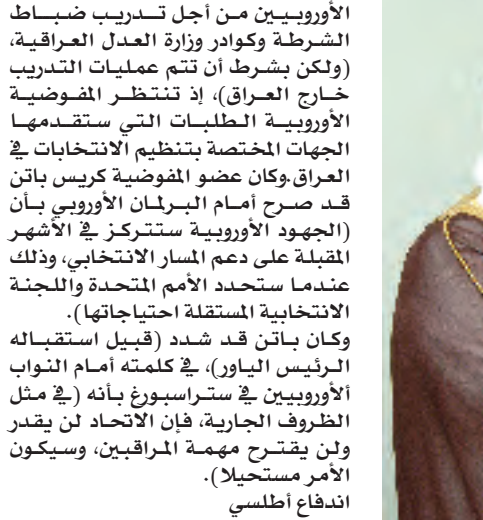 الأوروبيين من أجل تدريب ضباط
الشرطة وكوادر وزارة العدل العراقية،
(ولكن بشرط أن تتم عمليات التدريب
خارج العراق)، إذ تنتظر المفوضية
الأوروبية الطلبات التي ستقدمها
الجهات المختصة بتنظيم الانتخابات في
العراق.وكان عضو المفوضية كريس باتن
قد صرح أمام البرلمان الأوروبي بأن
(الجهود الأوروبية ستتركز في الأشهر
المقبلة على دعم المسار الانتخابي، وذلك
عندما ستحدد الأمم المتحدة واللجنة
الانتخابية المستقلة احتياجاتها).
وكان باتن قد شدد (قبيل استقباله
الرئيس الياور)، في كلمته أمام النواب
ألأوروبيين في ستراسبورغ بأنه (في مثل
الظروف الجارية، فإن الاتحاد لن يقدر
ولن يقترح مهمة المراقبين، وسيكون
الأمر مستحيلا).
اندفاع أطلسي